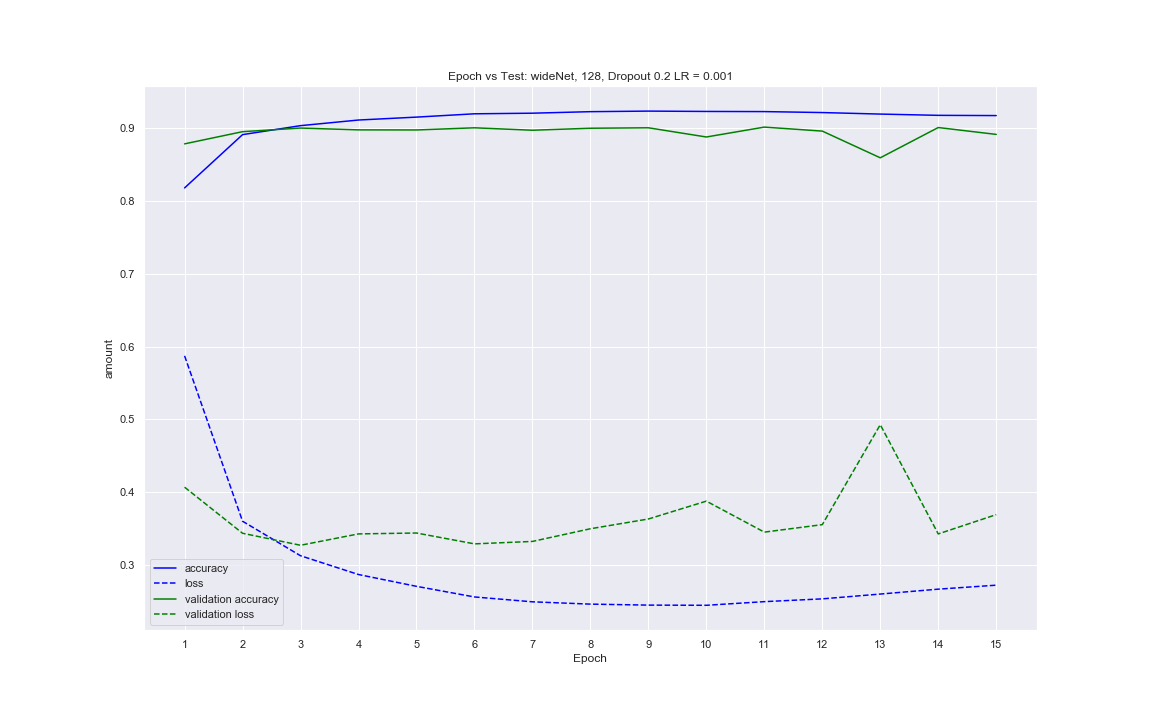 Epoch vs Test: wideNet, 128, Dropout 0.2 LR = 0.001
amount
0.9
0.8
0.7
0.6
0.5
0.4
0.3
accuracy
loss
validation accuracy
validation loss
1 2 3 4 5 6 7 8 9 10 11 12 13 14 15
Epoch